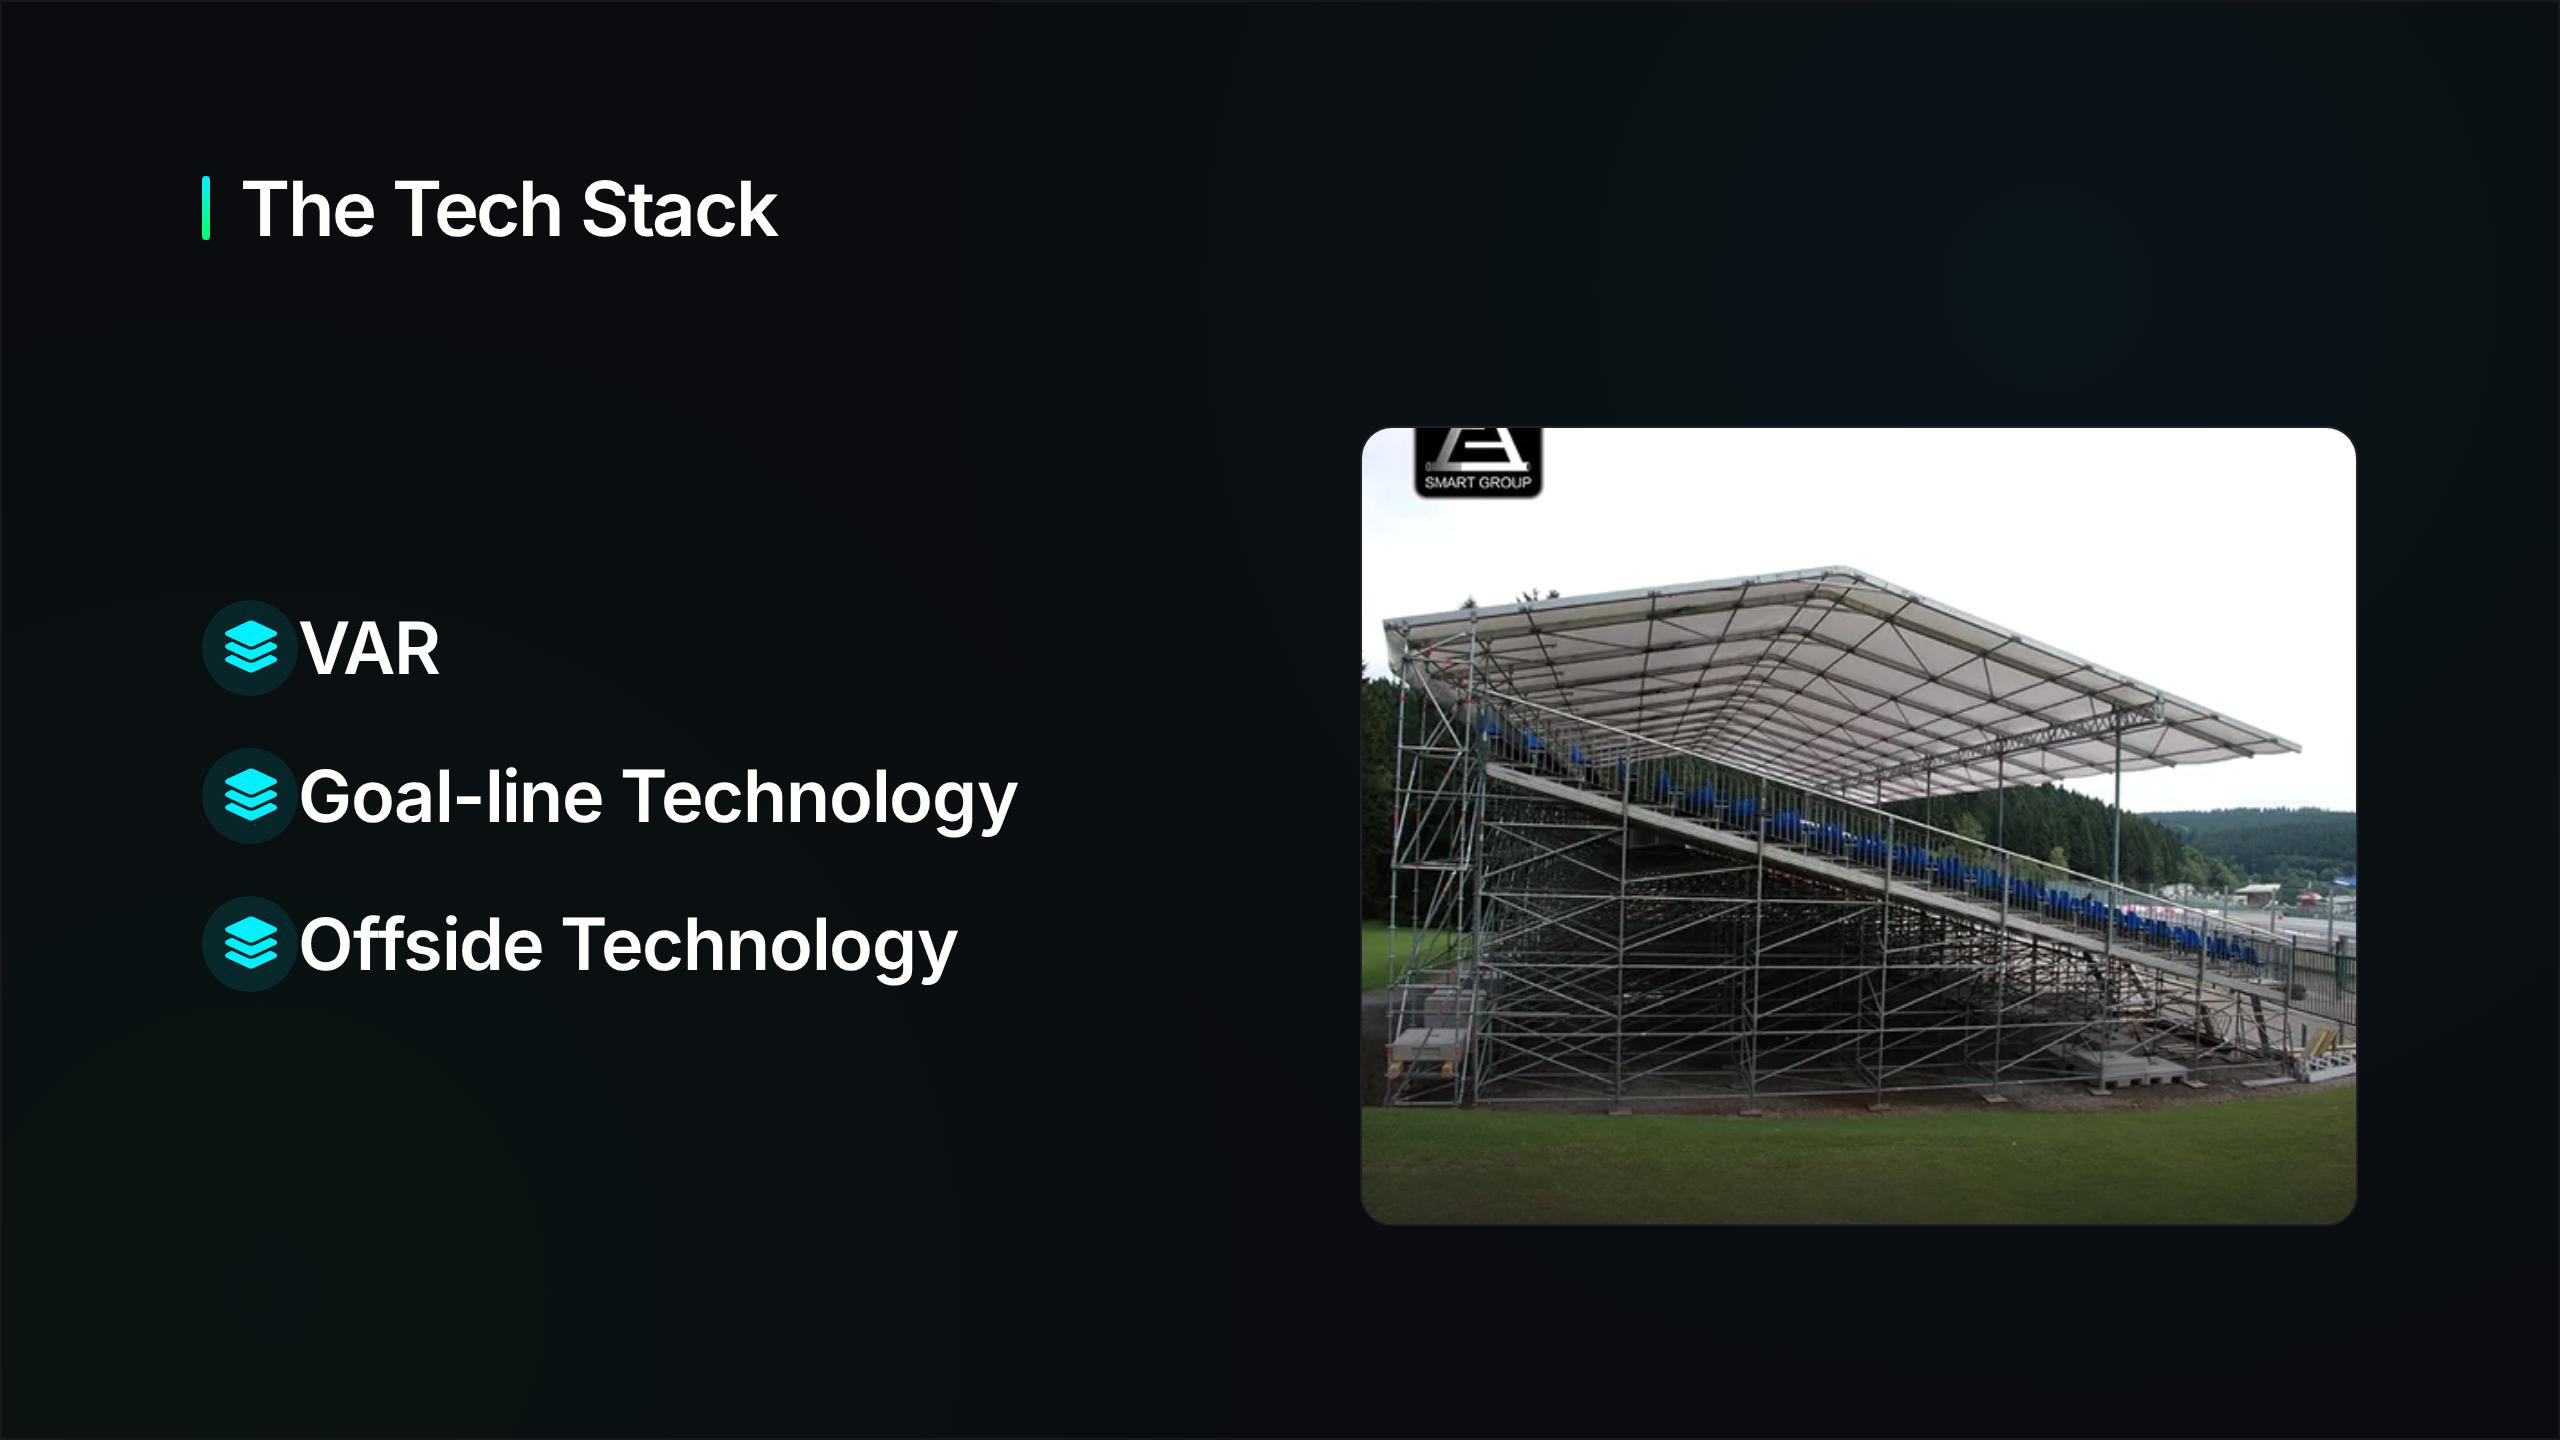 The Tech Stack
SMART GROUP
VAR
Goal-line Technology
Offside Technology